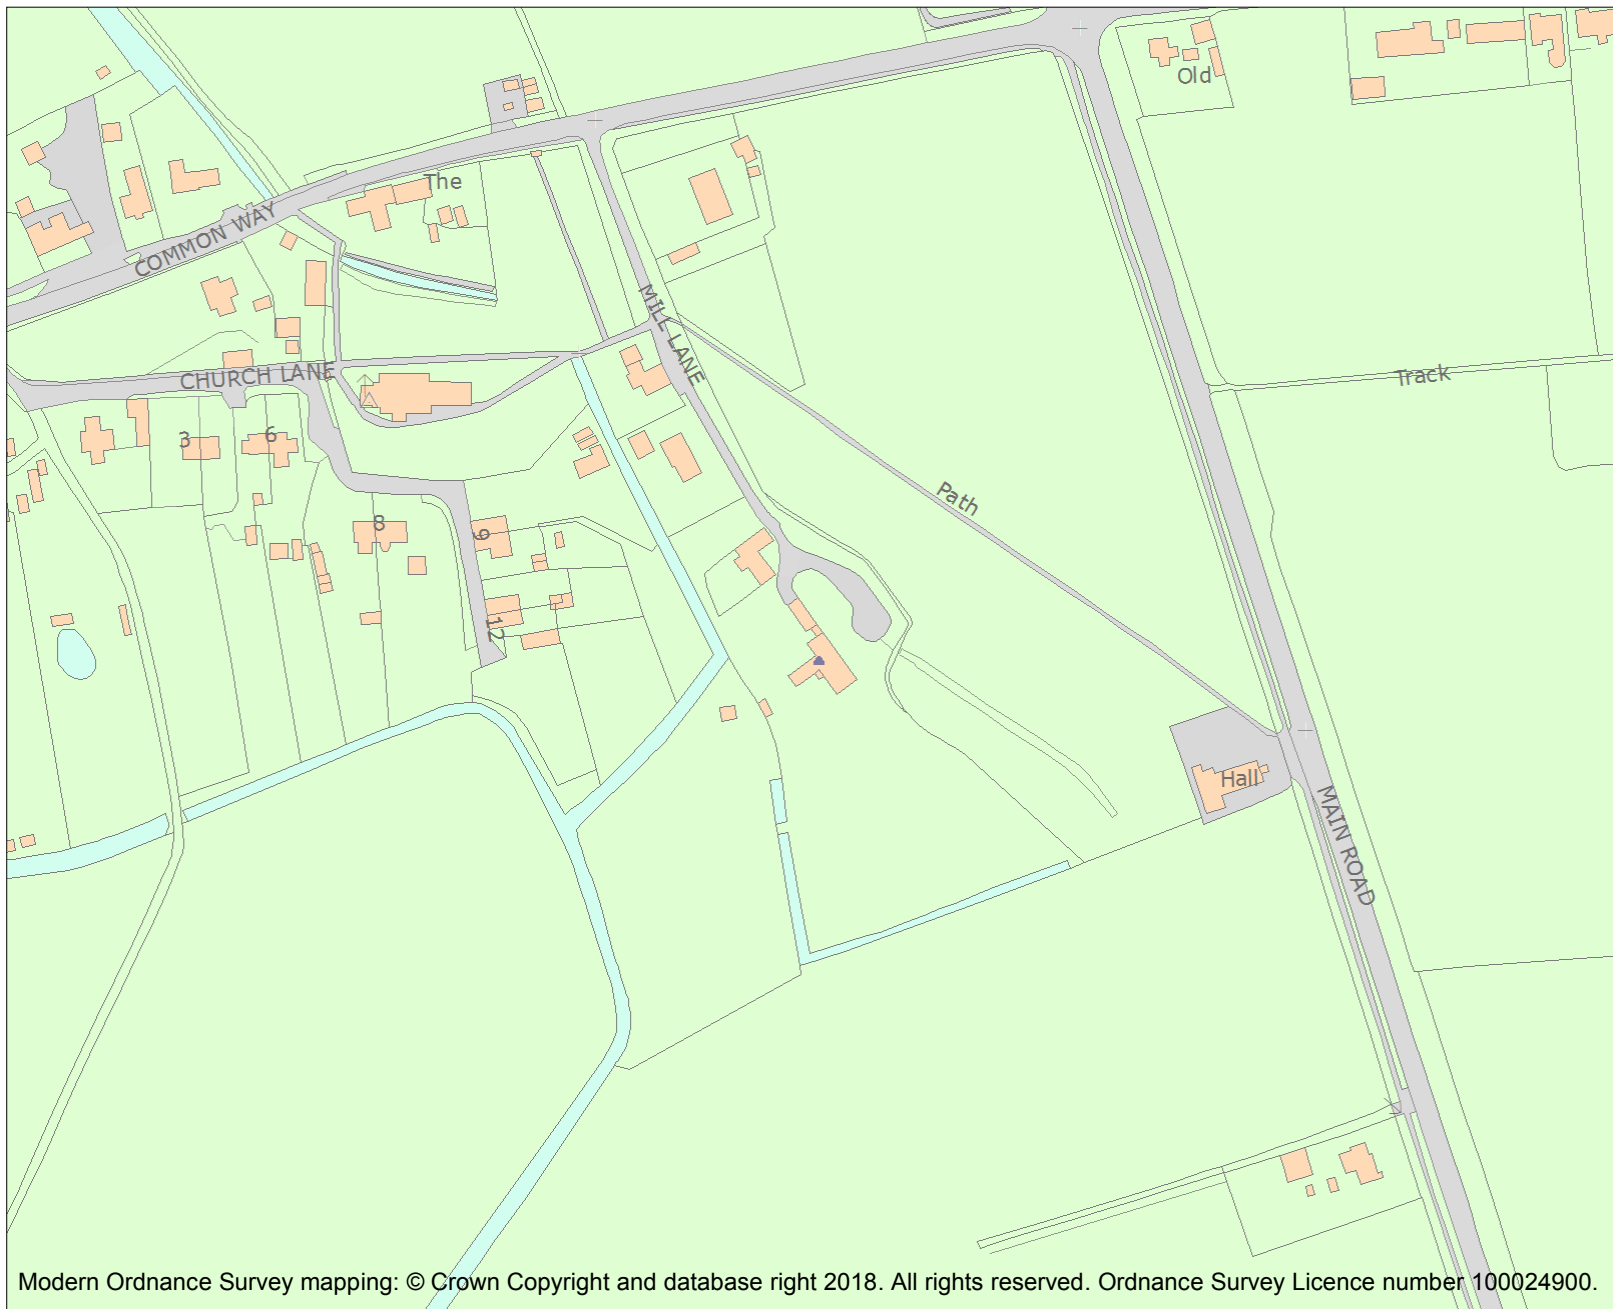 Old
The
COMMON WAY
MILL LANE
CHURCH LANE
Track
3
6
Path
8
9
12
Hall
MAIN ROAD
Modern Ordnance Survey mapping: © Crown Copyright and database right 2018. All rights reserved. Ordnance Survey Licence number 100024900.